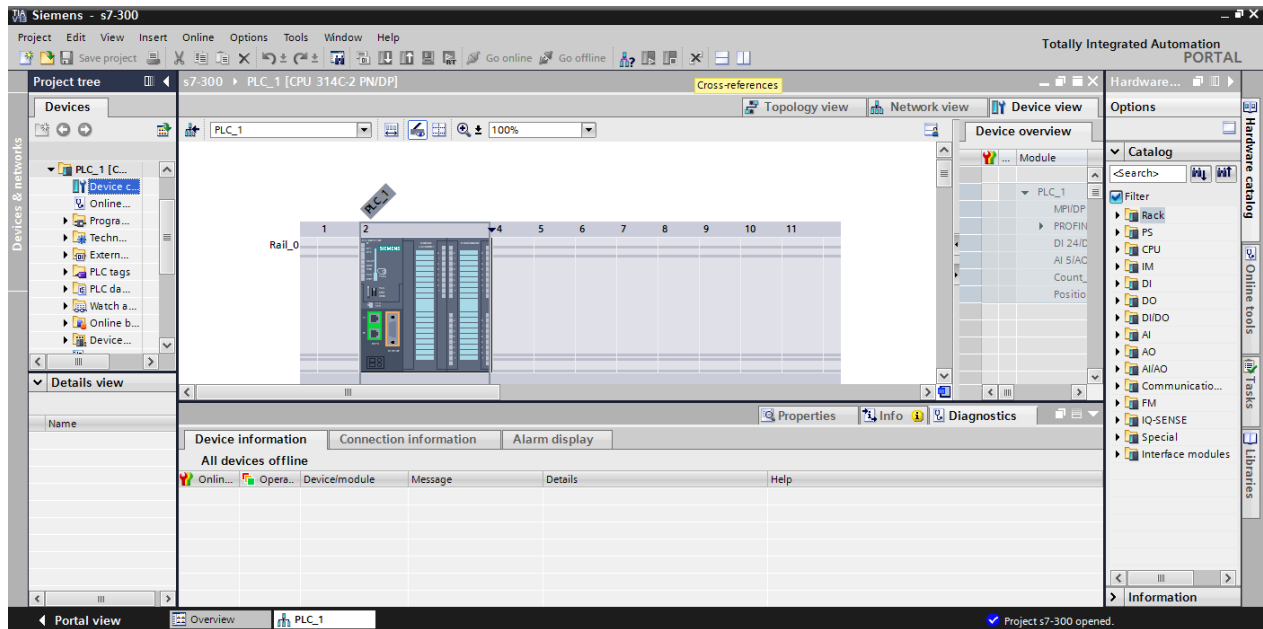 Siemens - s7-300
Project Edit View Insert Online Options Tools Window Help
Totally Integrated Automation
PORTAL
Save project Go online Go offline
Project tree
s7-300 PLC_1 [CPU 314C-2 PN/DP]
Cross-references
Hardware...
Devices
Topology view Network view Device view
Options
PLC_1 100%
Device overview
... Module
Catalog
<Search>
Filter
PLC_1 [C...
Device c...
Online...
Progra...
Techn...
Extern...
PLC tags
PLC da...
Watch a...
Online b...
Device...
PLC_1
1 2 4 5 6 7 8 9 10 11
Rail_0
SIEMENS
PLC_1
MPI/DP
PROFIN
DI 24/D
AI 5/AO
Count_
Positio
Rack
PS
CPU
IM
DI
DO
DI/DO
AI
AO
AI/AO
Communicatio...
FM
IQ-SENSE
Special
Interface modules
Devices & networks
Hardware catalog
Online tools
Tasks
Libraries
Details view
Name
Properties Info Diagnostics
Device information Connection information Alarm display
All devices offline
Onlin... Opera.. Device/module Message Details Help
Information
Portal view Overview PLC_1
Project s7-300 opened.